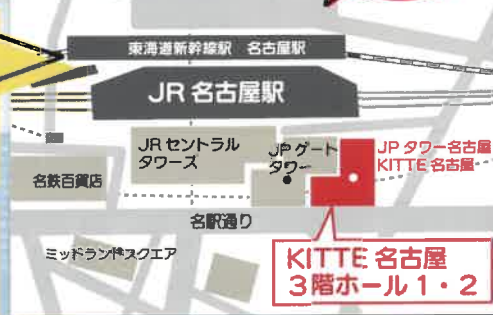 東海道新幹線駅　名古屋駅
JR 名古屋駅
JR セントラル
タワーズ
JP ゲート
タワー
JP タワー名古屋
KITTE 名古屋
名鉄百貨店
名駅通り
ミッドランドスクエア
KITTE 名古屋
3階ホール 1・2